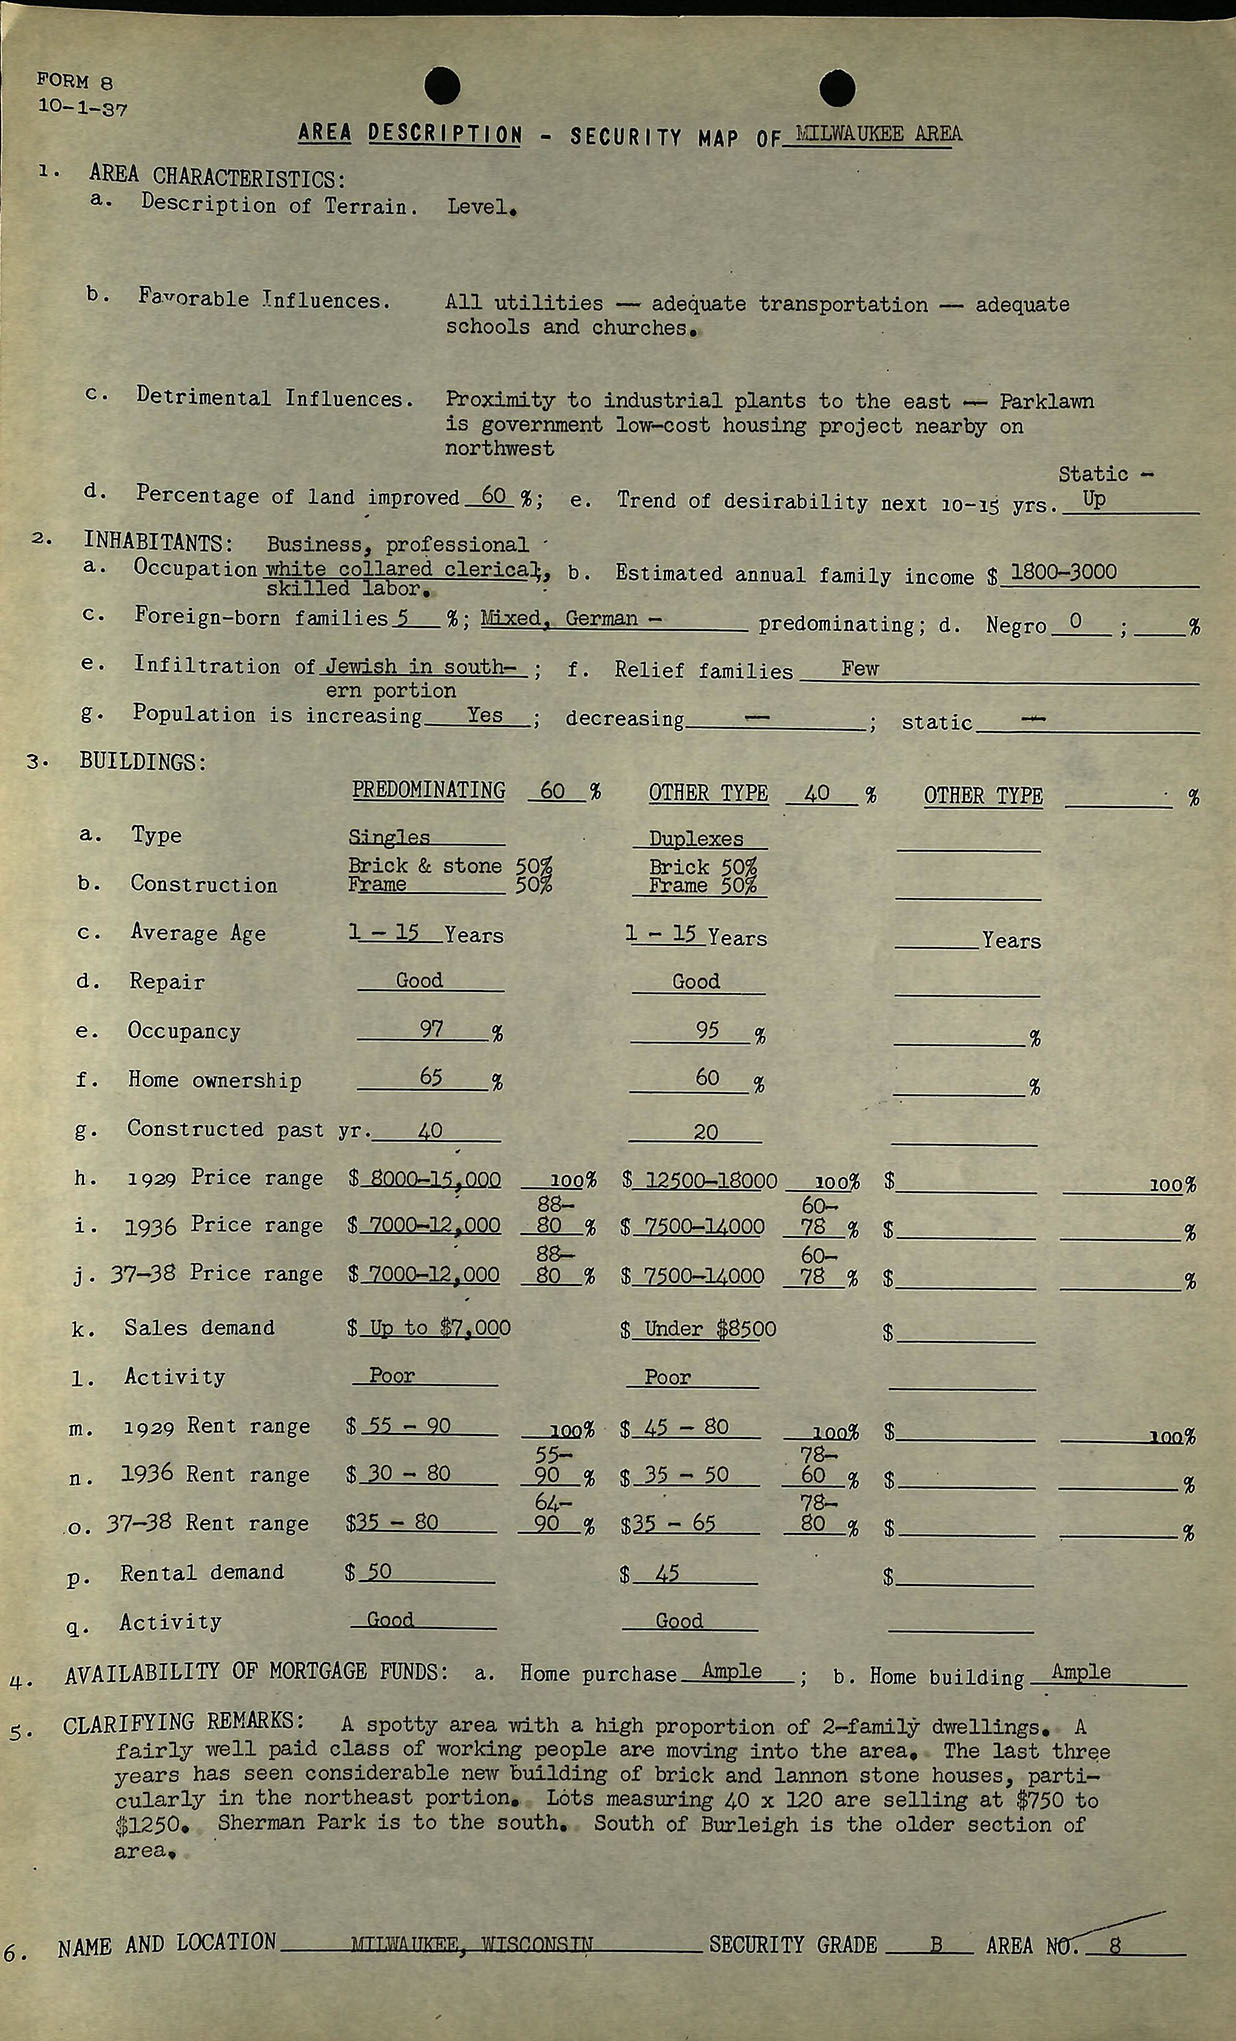 FORM 8
10-1-37
AREA DESCRIPTION - SECURITY MAP OF MILWAUKEE AREA
1. AREA CHARACTERISTICS:
a. Description of Terrain. Level.
b. Favorable Influences. All utilities — adequate transportation — adequate
schools and churches.
c. Detrimental Influences. Proximity to industrial plants to the east — Parklawn
is government low-cost housing project nearby on
northwest
Static -
d. Percentage of land improved 60 %; e. Trend of desirability next 10-15 yrs. Up
2. INHABITANTS: Business, professional
a. Occupation white collared clerical, b. Estimated annual family income $ 1800-3000
skilled labor.
c. Foreign-born families 5 %; Mixed, German - predominating; d. Negro 0 ; %
e. Infiltration of Jewish in south- ; f. Relief families Few
ern portion
g. Population is increasing Yes ; decreasing — ; static —
3. BUILDINGS:
PREDOMINATING 60 % OTHER TYPE 40 % OTHER TYPE %
a. Type Singles Duplexes
Brick & stone 50% Brick 50%
b. Construction Frame 50% Frame 50%
c. Average Age 1 - 15 Years 1 - 15 Years Years
d. Repair Good Good
e. Occupancy 97 % 95 % %
f. Home ownership 65 % 60 % %
g. Constructed past yr. 40 20
h. 1929 Price range $ 8000-15,000 100% $ 12500-18000 100% $ 100%
88- 60-
i. 1936 Price range $ 7000-12,000 80 % $ 7500-14000 78 % $ %
88- 60-
j. 37-38 Price range $ 7000-12,000 80 % $ 7500-14000 78 % $ %
k. Sales demand $ Up to $7,000 $ Under $8500 $
l. Activity Poor Poor
m. 1929 Rent range $ 55 - 90 100% $ 45 - 80 100% $ 100%
55- 78-
n. 1936 Rent range $ 30 - 80 90 % $ 35 - 50 60 % $ %
64- 78-
o. 37-38 Rent range $35 - 80 90 % $35 - 65 80 % $ %
p. Rental demand $ 50 $ 45 $
q. Activity Good Good
4. AVAILABILITY OF MORTGAGE FUNDS: a. Home purchase Ample ; b. Home building Ample
5. CLARIFYING REMARKS: A spotty area with a high proportion of 2-family dwellings. A
fairly well paid class of working people are moving into the area. The last three
years has seen considerable new building of brick and lannon stone houses, parti-
cularly in the northeast portion. Lots measuring 40 x 120 are selling at $750 to
$1250. Sherman Park is to the south. South of Burleigh is the older section of
area.
6. NAME AND LOCATION MILWAUKEE, WISCONSIN SECURITY GRADE B AREA NO. 8